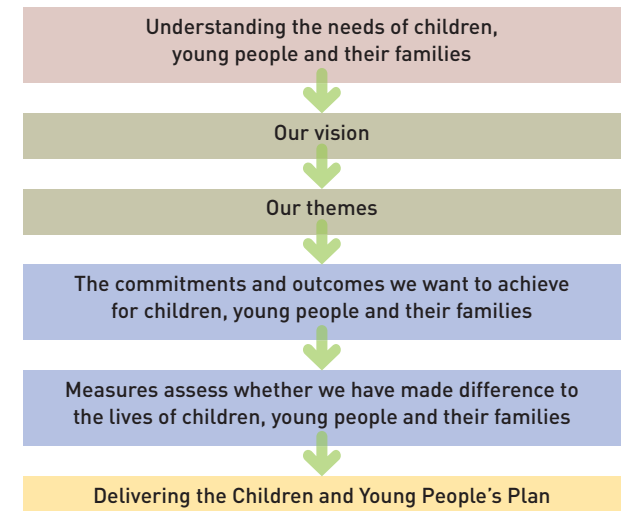 Understanding the needs of children,
young people and their families
Our vision
Our themes
The commitments and outcomes we want to achieve
for children, young people and their families
Measures assess whether we have made difference to
the lives of children, young people and their families
Delivering the Children and Young People’s Plan